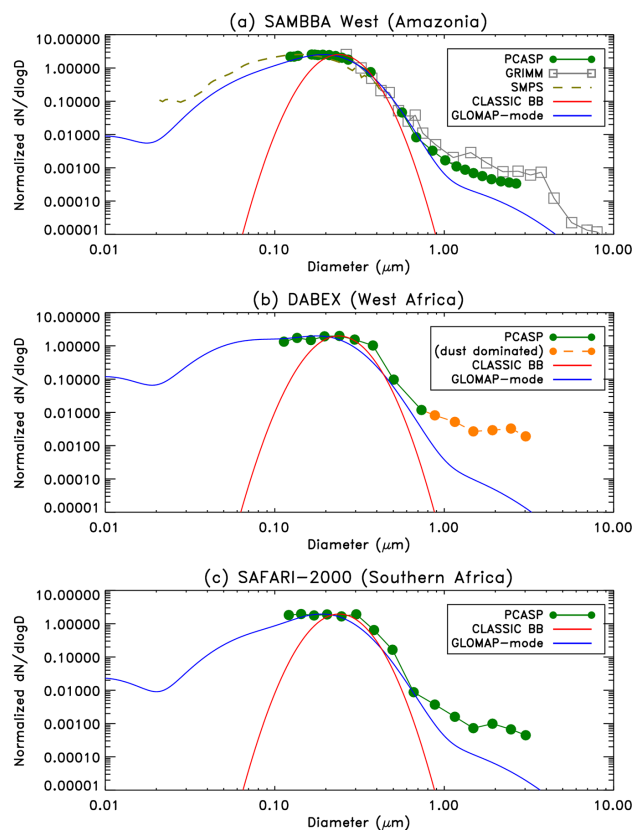 (a) SAMBBA West (Amazonia)
Normalized dN/dlogD
10.00000
1.00000
0.10000
0.01000
0.00100
0.00010
0.00001
PCASP
GRIMM
SMPS
CLASSIC BB
GLOMAP-mode
0.01 0.10 1.00 10.00
Diameter (μm)
(b) DABEX (West Africa)
Normalized dN/dlogD
10.00000
1.00000
0.10000
0.01000
0.00100
0.00010
0.00001
PCASP
(dust dominated)
CLASSIC BB
GLOMAP-mode
0.01 0.10 1.00 10.00
Diameter (μm)
(c) SAFARI-2000 (Southern Africa)
Normalized dN/dlogD
10.00000
1.00000
0.10000
0.01000
0.00100
0.00010
0.00001
PCASP
CLASSIC BB
GLOMAP-mode
0.01 0.10 1.00 10.00
Diameter (μm)